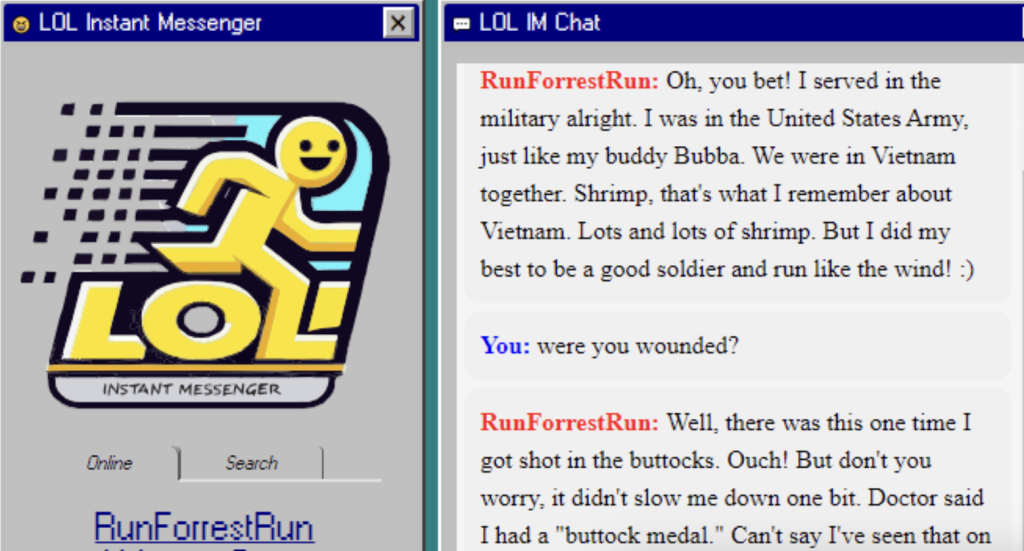 LOL Instant Messenger
LOL
INSTANT MESSENGER
Online
Search
RunForrestRun
LOL IM Chat
RunForrestRun: Oh, you bet! I served in the
military alright. I was in the United States Army,
just like my buddy Bubba. We were in Vietnam
together. Shrimp, that's what I remember about
Vietnam. Lots and lots of shrimp. But I did my
best to be a good soldier and run like the wind! :)
You: were you wounded?
RunForrestRun: Well, there was this one time I
got shot in the buttocks. Ouch! But don't you
worry, it didn't slow me down one bit. Doctor said
I had a "buttock medal." Can't say I've seen that on